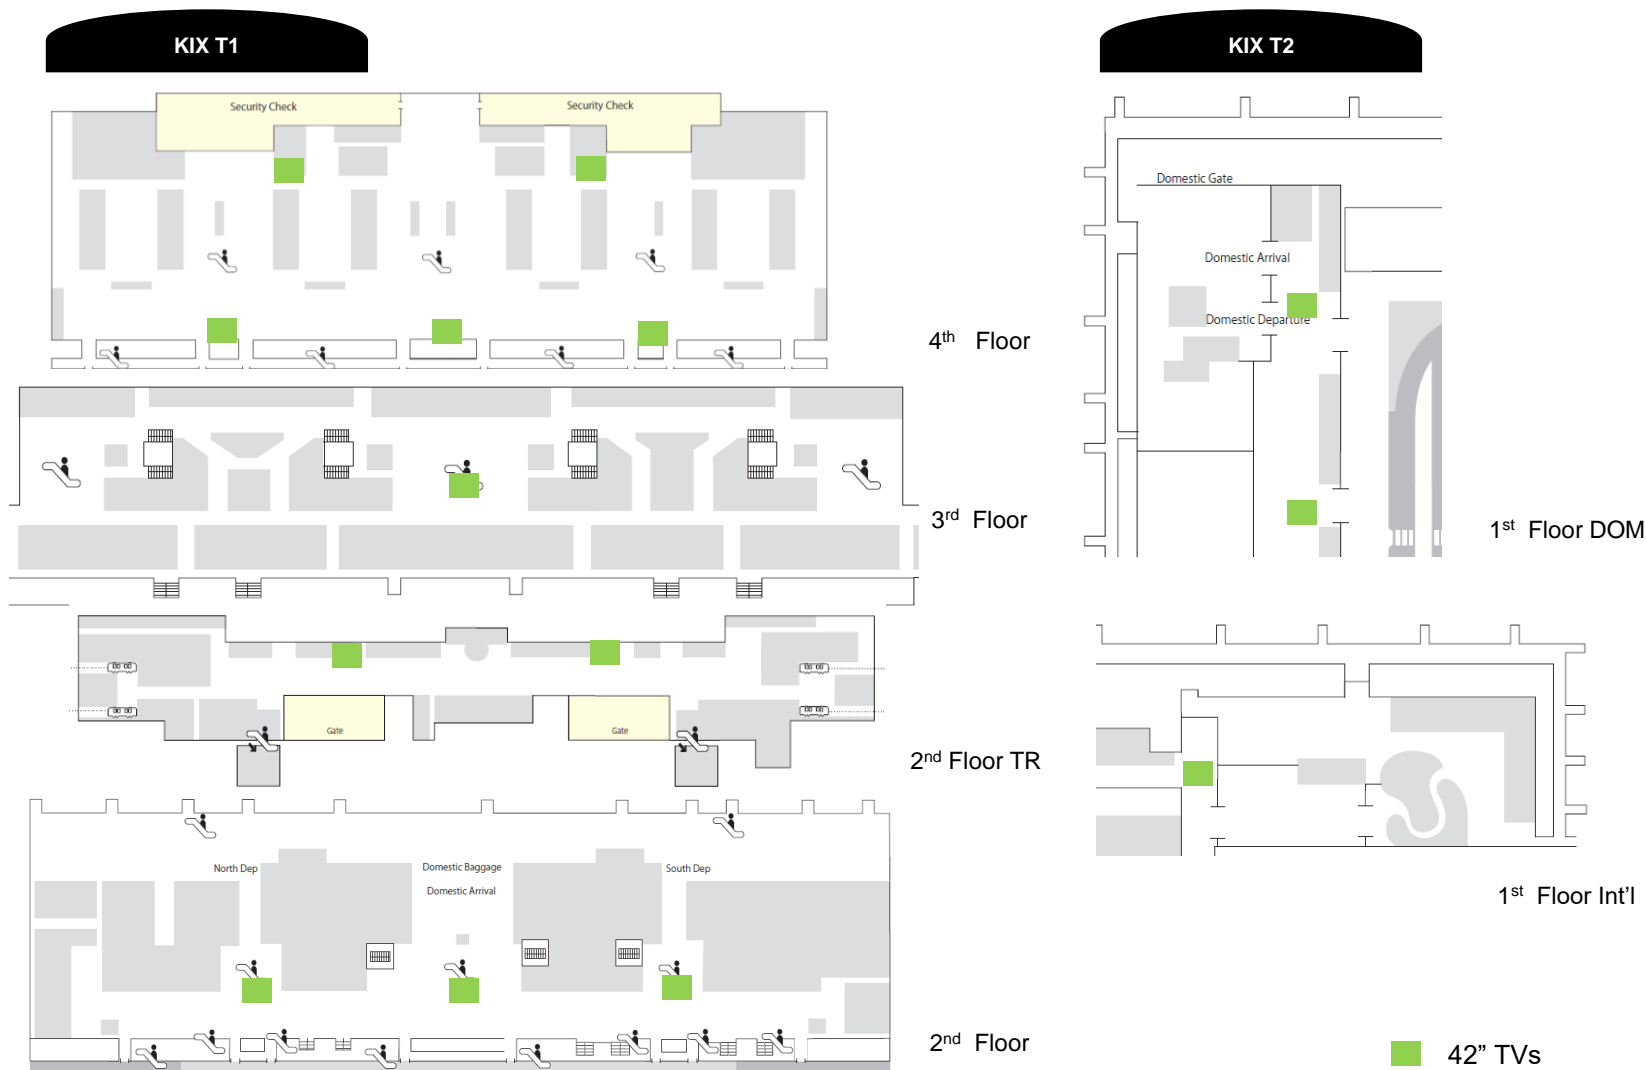 KIX T1
KIX T2
Security Check
Security Check
4th Floor
3rd Floor
Gate
Gate
2nd Floor TR
North Dep
Domestic Baggage
South Dep
Domestic Arrival
2nd Floor
Domestic Gate
Domestic Arrival
Domestic Departure
1st Floor DOM
1st Floor Int'l
42” TVs